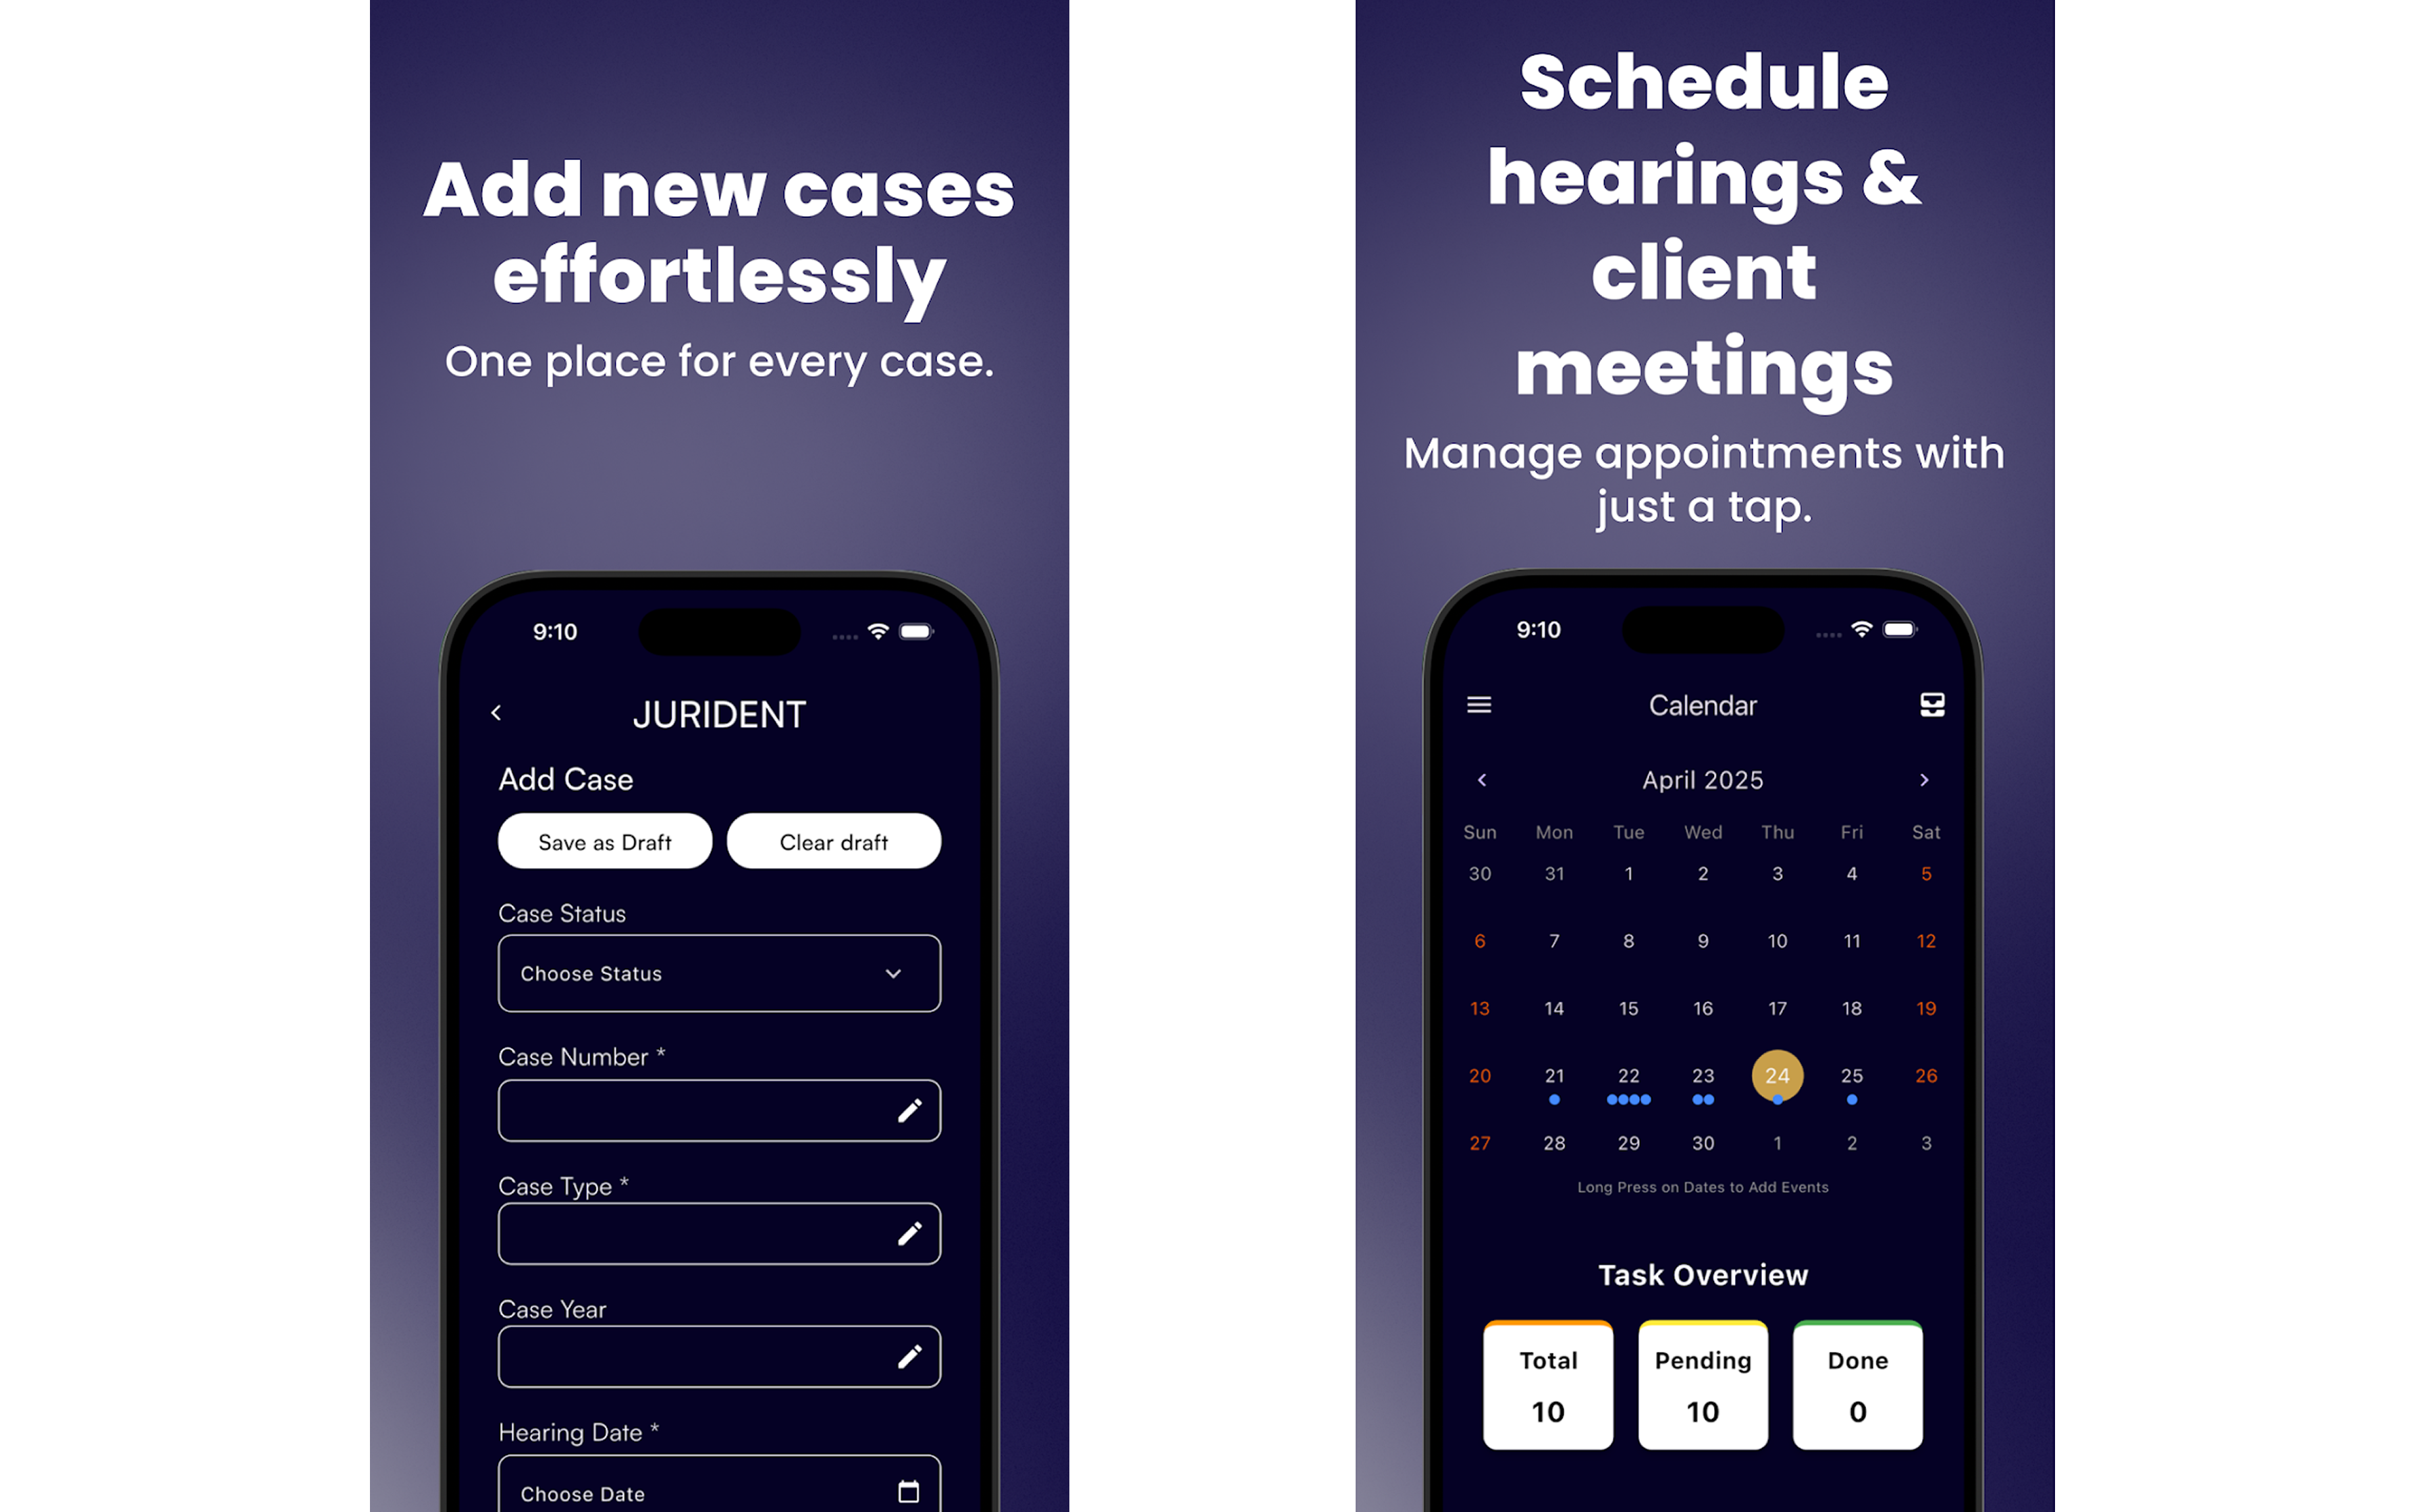 Add new cases
effortlessly
One place for every case.
9:10
JURIDENT
Add Case
Save as Draft
Clear draft
Case Status
Choose Status
Case Number *
Case Type *
Case Year
Hearing Date *
Choose Date
Schedule
hearings &
client
meetings
Manage appointments with
just a tap.
9:10
Calendar
April 2025
Sun Mon Tue Wed Thu Fri Sat
30 31 1 2 3 4 5
6 7 8 9 10 11 12
13 14 15 16 17 18 19
20 21 22 23 24 25 26
27 28 29 30 1 2 3
Long Press on Dates to Add Events
Task Overview
Total Pending Done
10 10 0